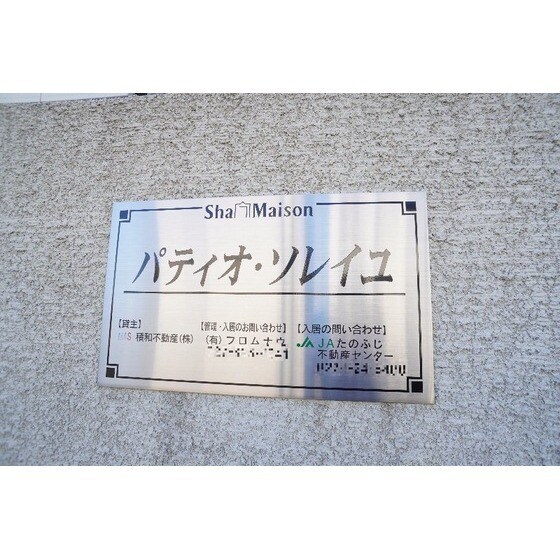 ShaMaison
パティオ・ソレイユ
【貸主】
積和不動産(株)
【管理・入居のお問い合わせ】
(有)フロムナウ
【入居の問い合わせ】
JAたのふじ
不動産センター